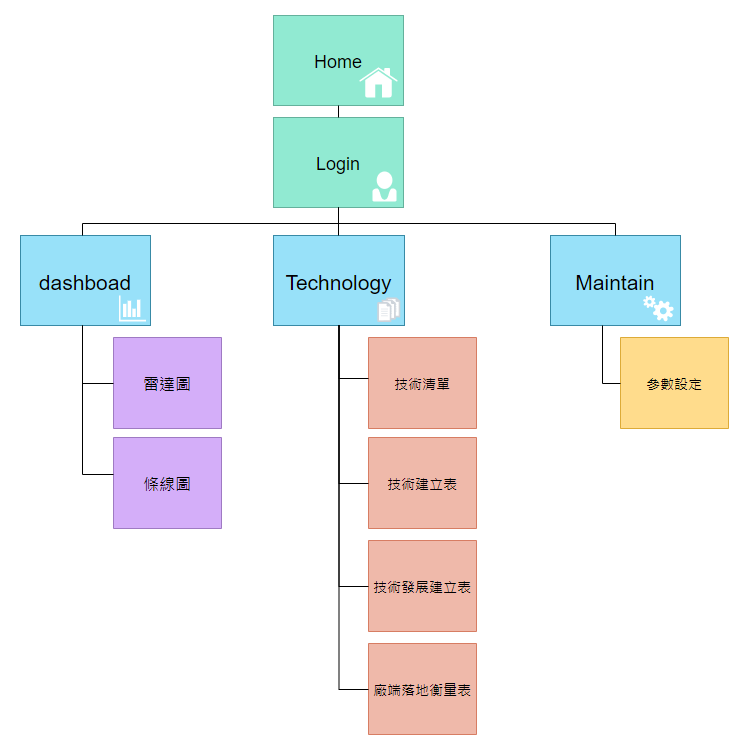 Home
Login
dashboad
Technology
Maintain
雷達圖
條線圖
技術清單
技術建立表
技術發展建立表
廠端落地衡量表
參數設定